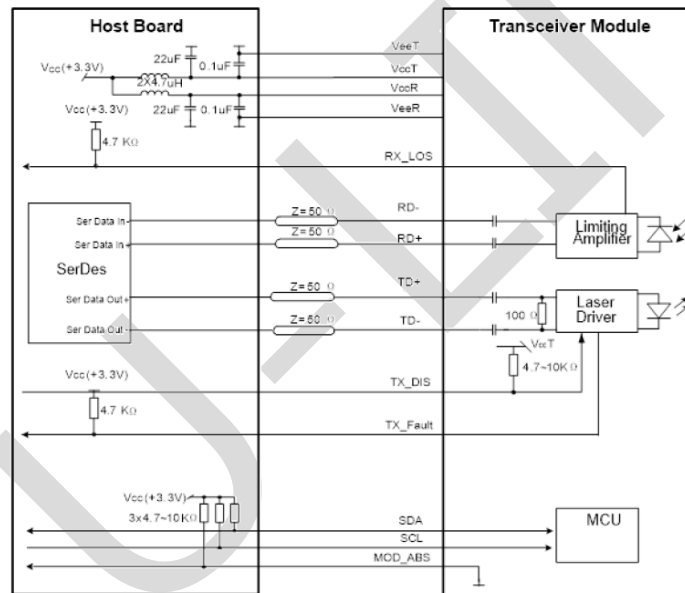 Host Board
Transceiver Module
VeeT
22uF
0.1uF
Vcc(+3.3V)
VccT
2X4.7uH
VccR
Vcc(+3.3V)
22uF
0.1uF
VeeR
4.7 KΩ
RX_LOS
Z=50 Ω
RD-
Ser Data In -
Z=50 Ω
Limiting
Amplifier
Ser Data In +
RD+
SerDes
Z=50 Ω
TD+
Ser Data Out +
Laser
Driver
100 Ω
Z=50 Ω
TD-
Ser Data Out -
VccT
4.7~10KΩ
Vcc(+3.3V)
TX_DIS
4.7 KΩ
TX_Fault
Vcc(+3.3V)
3x4.7~10KΩ
SDA
MCU
SCL
MOD_ABS
U-LI